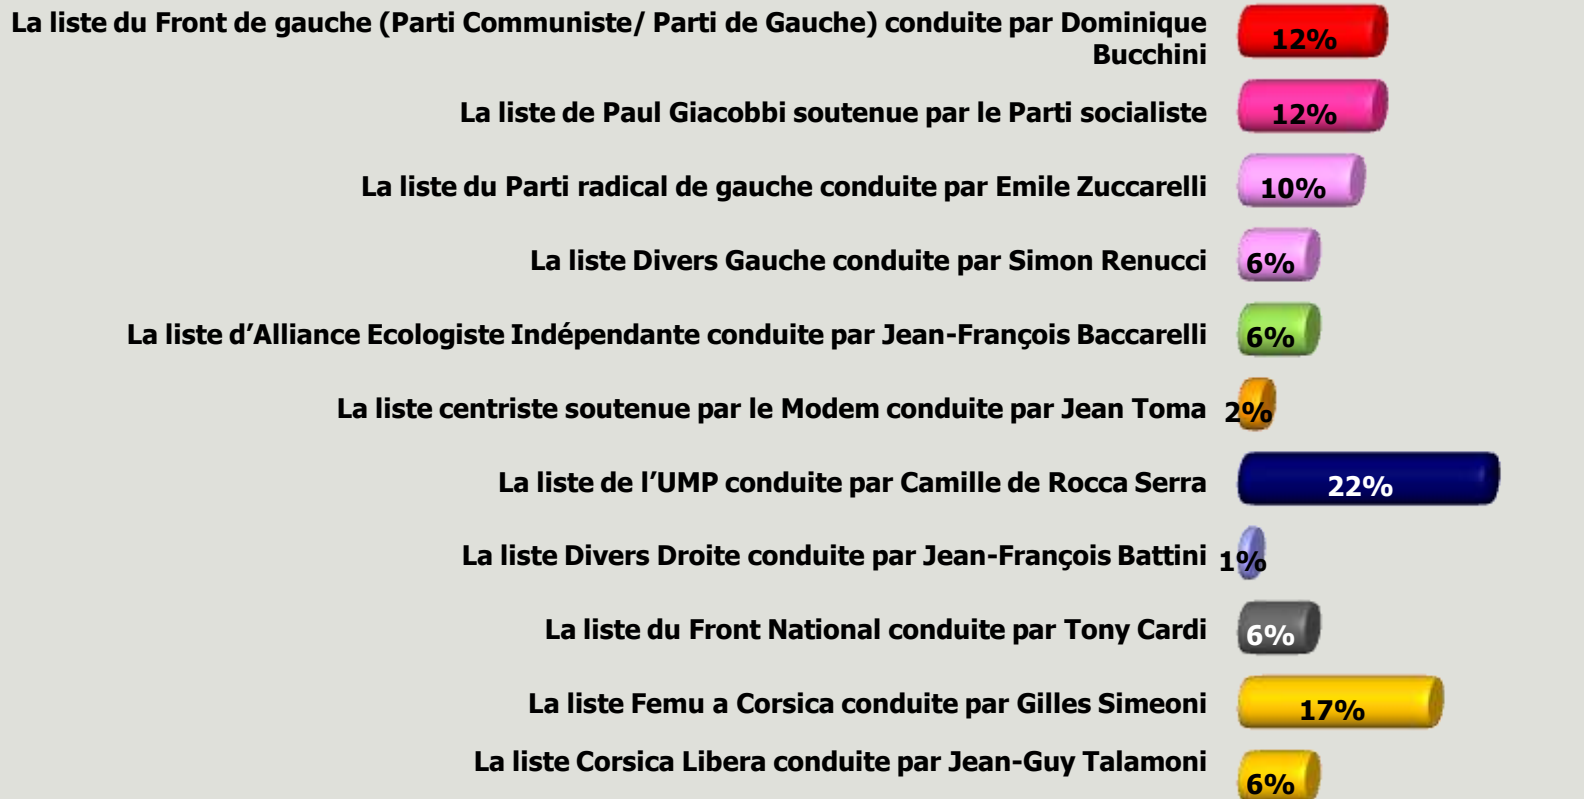 La liste du Front de gauche (Parti Communiste/ Parti de Gauche) conduite par Dominique
Bucchini
12%
La liste de Paul Giacobbi soutenue par le Parti socialiste
12%
La liste du Parti radical de gauche conduite par Emile Zuccarelli
10%
La liste Divers Gauche conduite par Simon Renucci
6%
La liste d’Alliance Ecologiste Indépendante conduite par Jean-François Baccarelli
6%
La liste centriste soutenue par le Modem conduite par Jean Toma
2%
La liste de l’UMP conduite par Camille de Rocca Serra
22%
La liste Divers Droite conduite par Jean-François Battini
1%
La liste du Front National conduite par Tony Cardi
6%
La liste Femu a Corsica conduite par Gilles Simeoni
17%
La liste Corsica Libera conduite par Jean-Guy Talamoni
6%